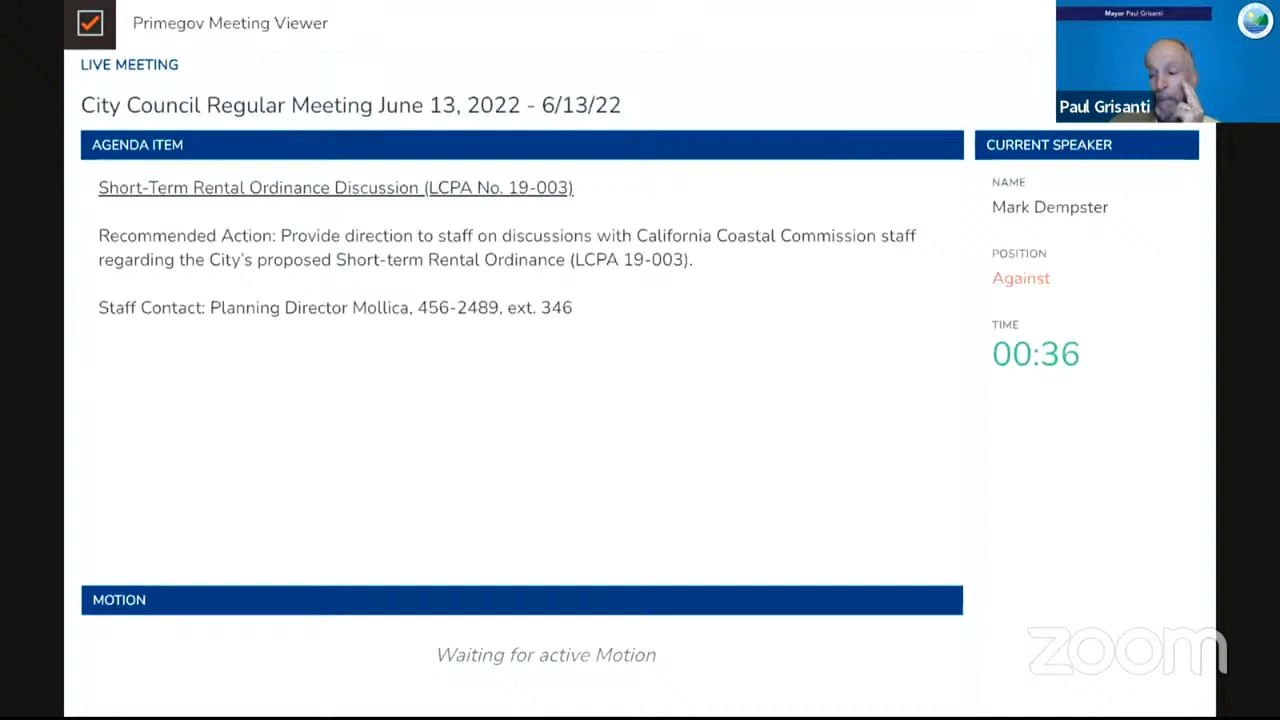 Primegov Meeting Viewer
Mayor Paul Grisanti
LIVE MEETING
City Council Regular Meeting June 13, 2022 - 6/13/22
Paul Grisanti
AGENDA ITEM
CURRENT SPEAKER
Short-Term Rental Ordinance Discussion (LCPA No. 19-003)
NAME
Mark Dempster
Recommended Action: Provide direction to staff on discussions with California Coastal Commission staff
regarding the City's proposed Short-term Rental Ordinance (LCPA 19-003).
POSITION
Against
Staff Contact: Planning Director Mollica, 456-2489, ext. 346
TIME
00:36
MOTION
Waiting for active Motion
zoom